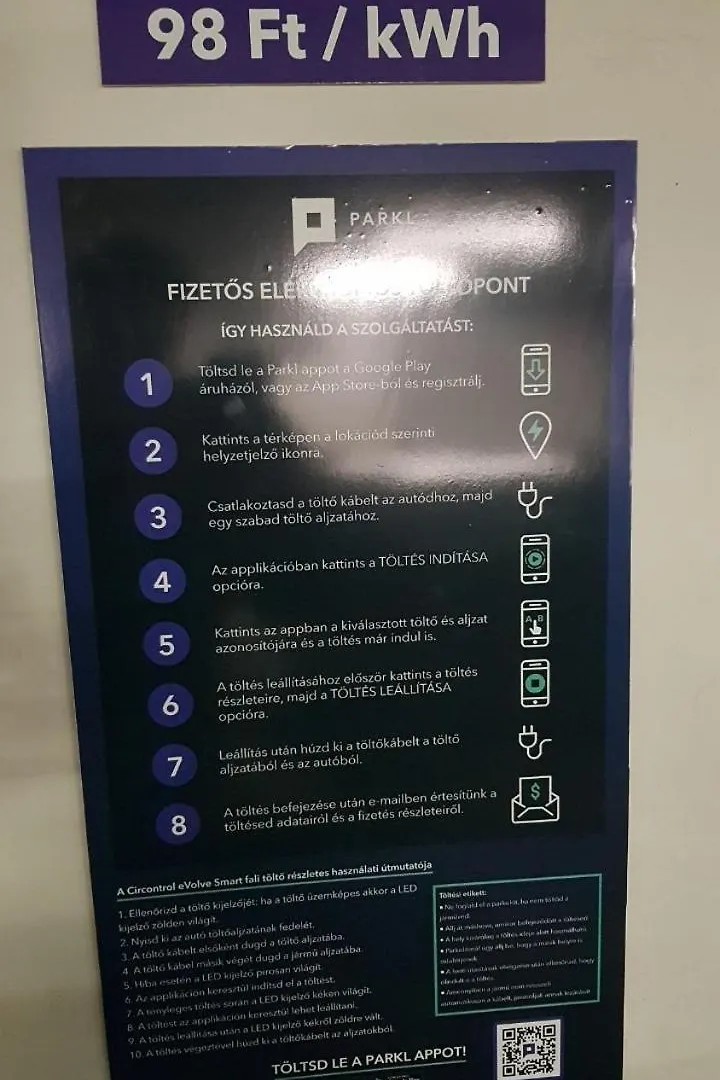 98 Ft / kWh
PARKL
FIZETŐS
ÍGY HASZNÁLD A SZOLGÁLTATÁST:
1
Töltsd le a Parkl appot a Google Play
áruházól, vagy az App Store-ból és regisztrálj.
2
Kattints a térképen a lokációd szerinti
helyzetjelző ikonra.
3
Csatlakoztasd a töltő kábelt az autódhoz, majd
egy szabad töltő aljzatához.
4
Az applikációban kattints a TÖLTÉS INDÍTÁSA
opcióra.
5
Kattints az appban a kiválasztott töltő és aljzat
azonosítójára és a töltés már indul is.
A B
6
A töltés leállításához először kattints a töltés
részleteire, majd a TÖLTÉS LEÁLLÍTÁSA
opcióra.
7
Leállítás után húzd ki a töltőkábelt a töltő
aljzatából és az autóból.
8
A töltés befejezése után e-mailben értesítünk a
töltésed adatairól és a fizetés részleteiről.
$
A Circontrol eVolve Smart fali töltő részletes használati útmutatója
1. Ellenőrizd a töltő kijelzőjét: ha a töltő üzemképes akkor a LED
kijelző zölden világít.
2. Nyisd ki az autó töltőaljzatának fedelét.
3. A töltő kábelt elsőként dugd a töltő aljzatába.
4. A töltő kábel másik végét dugd a jármű aljzatába.
5. Hiba esetén a LED kijelző pirosan világít.
6. Az applikáción keresztül indítsd el a töltést.
7. A tényleges töltés során a LED kijelző kéken világít.
8. A töltést az applikáción keresztül lehet leállítani.
9. A töltés leállítása után a LED kijelző kékről zöldre vált.
10. A töltés végeztével húzd ki a töltőkábelt az aljzatokból.
Töltési etikett:
• Ne foglald el a parkolót, ha nem töltöd a
járműved.
TÖLTSD LE A PARKL APPOT!